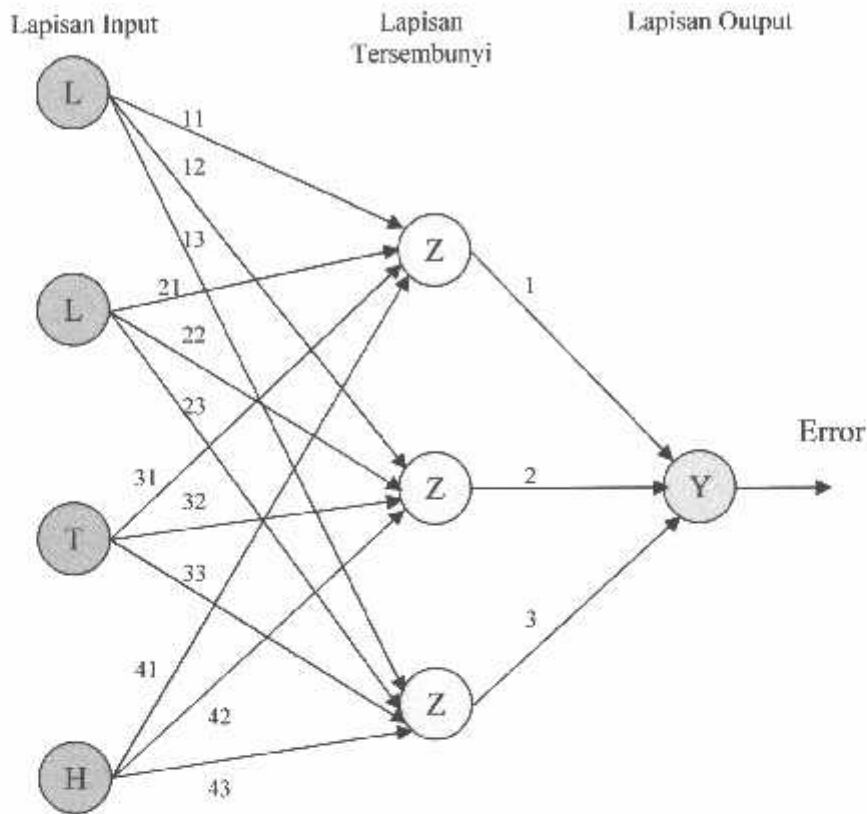 Lapisan Input
Lapisan
Tersembunyi
Lapisan Output
L
11
12
13
Z
L
21
22
23
1
Error
31
Z
2
Y
T
32
33
3
41
Z
42
H
43